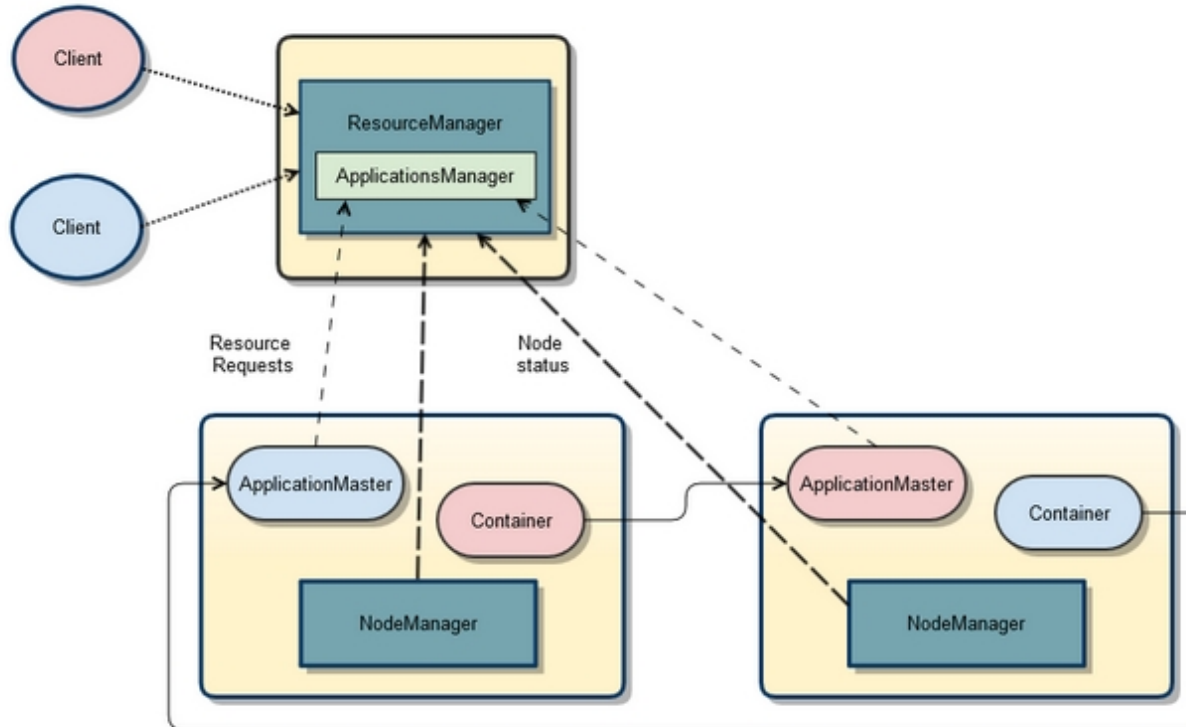 Client
ResourceManager
ApplicationsManager
Client
Resource
Requests
Node
status
ApplicationMaster
Container
ApplicationMaster
Container
NodeManager
NodeManager